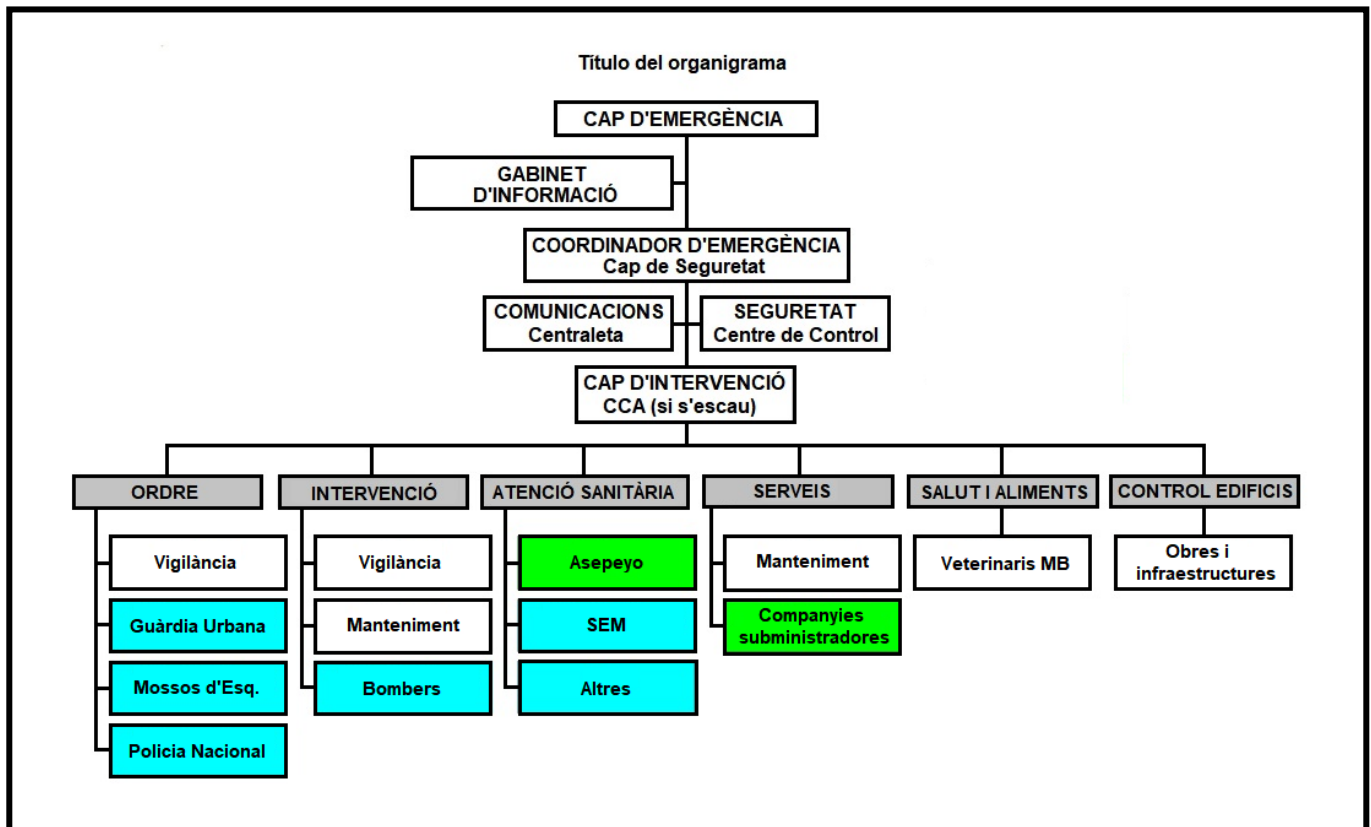 Título del organigrama
CAP D'EMERGÈNCIA
GABINET
D'INFORMACIÓ
COORDINADOR D'EMERGÈNCIA
Cap de Seguretat
COMUNICACIONS
Centraleta
SEGURETAT
Centre de Control
CAP D'INTERVENCIÓ
CCA (si s'escau)
ORDRE
INTERVENCIÓ
ATENCIÓ SANITÀRIA
SERVEIS
SALUT I ALIMENTS
CONTROL EDIFICIS
Vigilància
Guàrdia Urbana
Mossos d'Esq.
Policia Nacional
Vigilància
Manteniment
Bombers
Asepeyo
SEM
Altres
Manteniment
Companyies
subministradores
Veterinaris MB
Obres i
infraestructures